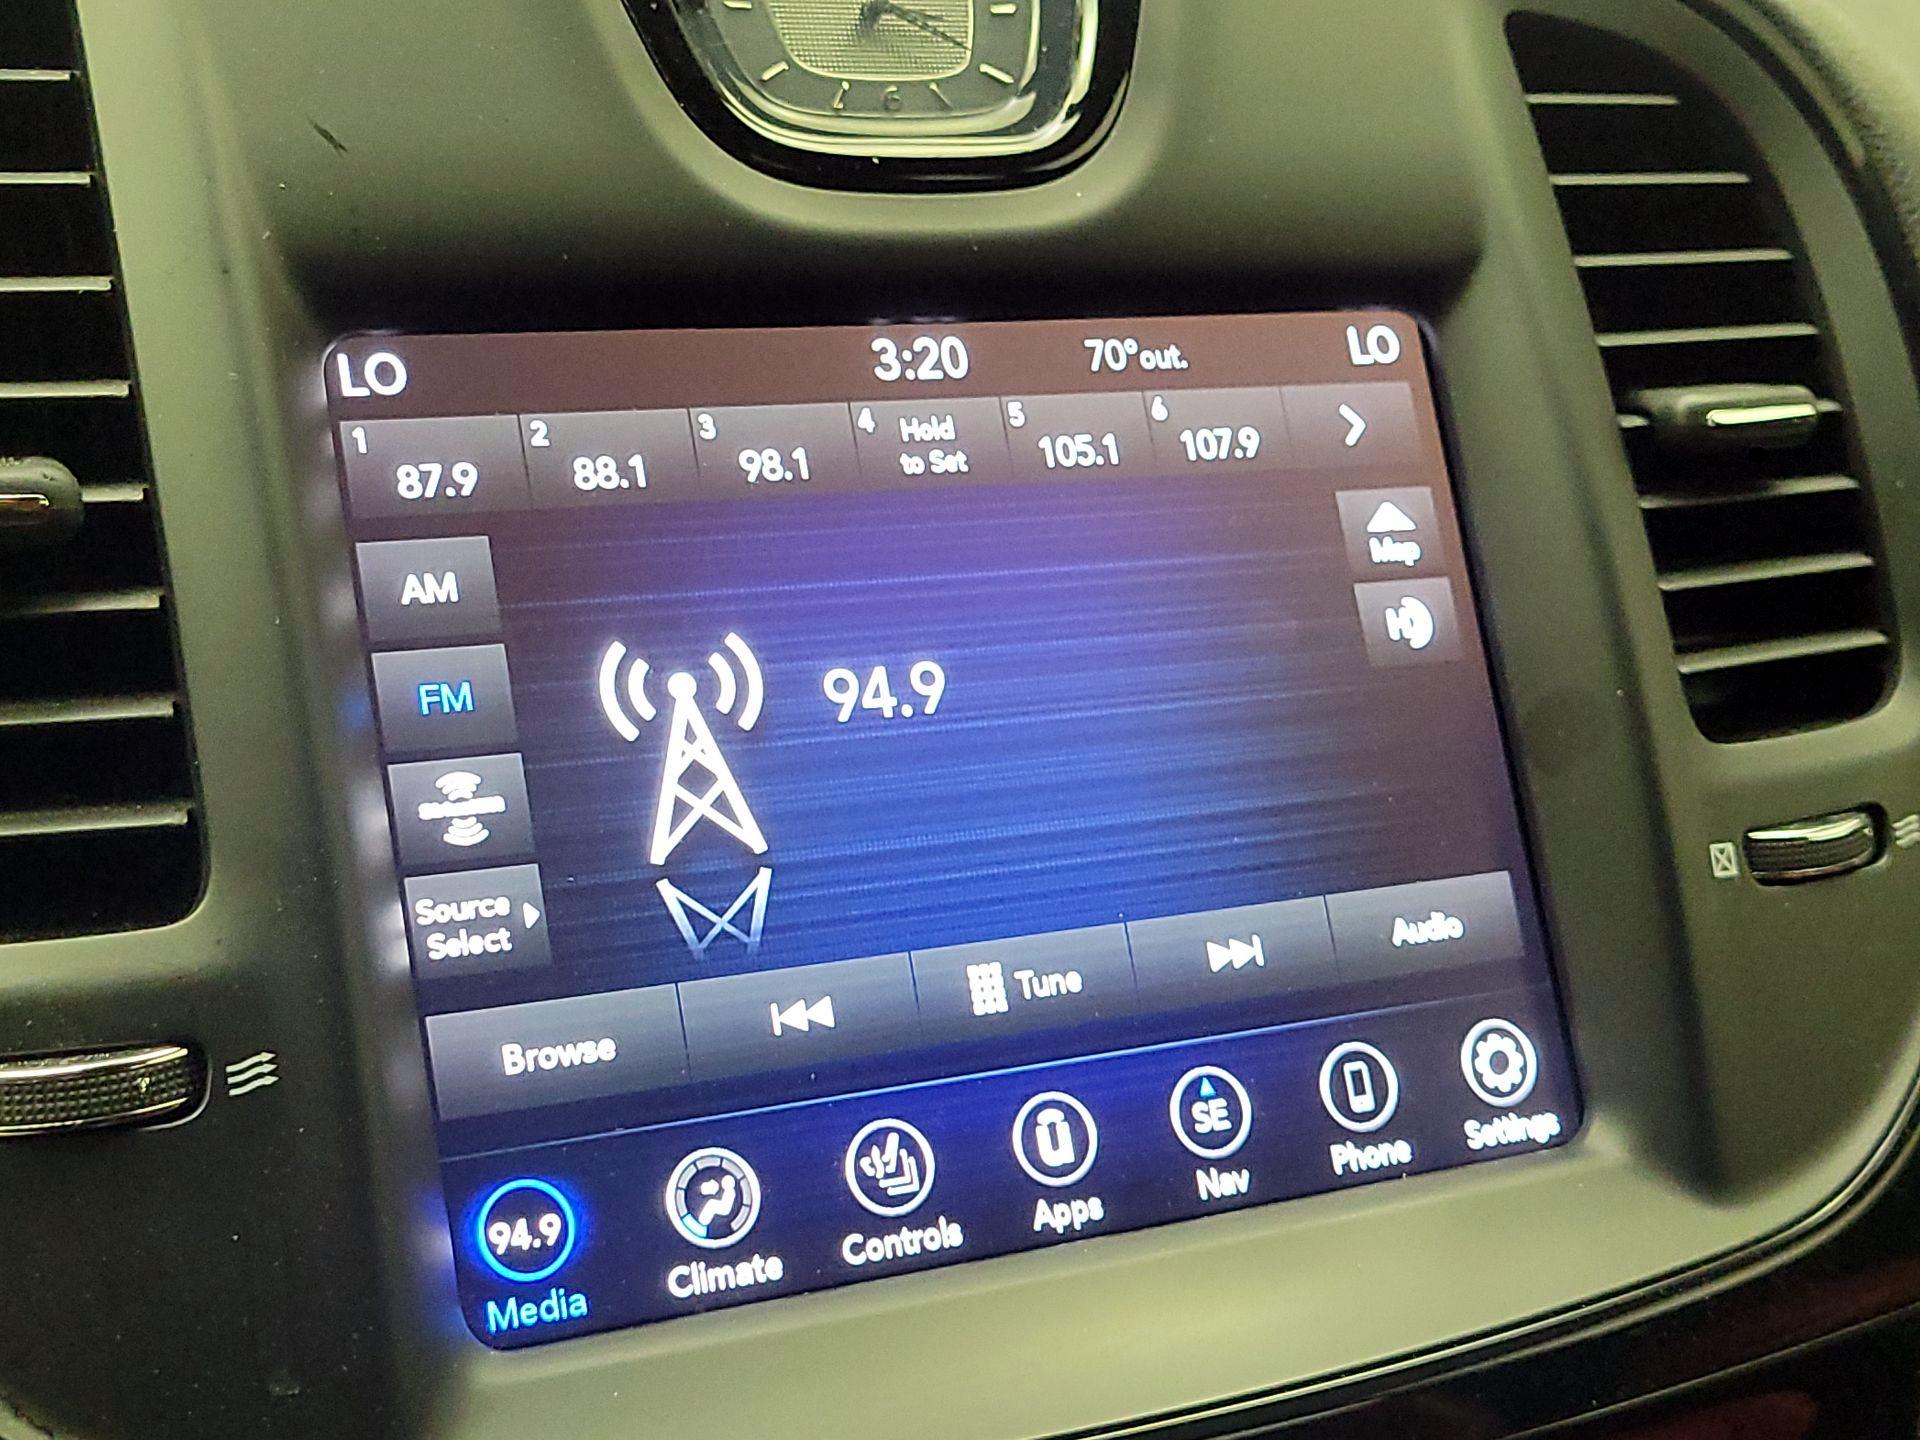 6
LO 3:20 70° out. LO
1 87.9 2 88.1 3 98.1 4 Hold to Set 5 105.1 6 107.9
Map
AM
HD
FM
94.9
Source
Select
Browse Tune Audio
94.9 SE
Media Climate Controls Apps Nav Phone Settings